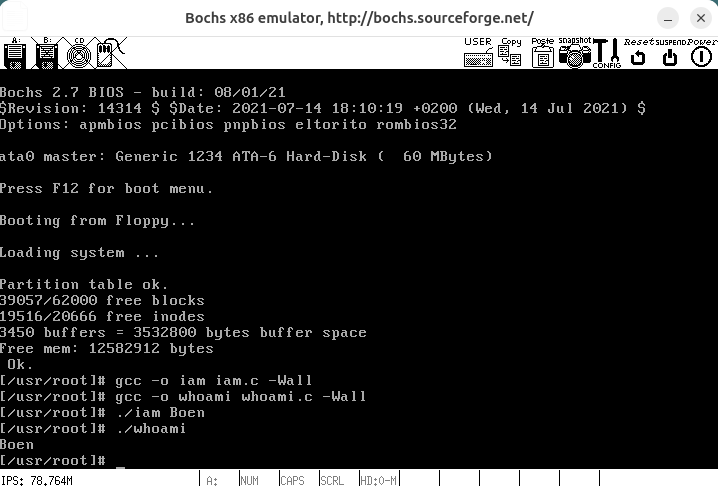 Bochs x86 emulator, http://bochs.sourceforge.net/
A: B: CD USER Copy Paste snapshot CONFIG Reset SUSPEND Power
Bochs 2.7 BIOS - build: 08/01/21
$Revision: 14314 $ $Date: 2021-07-14 18:10:19 +0200 (Wed, 14 Jul 2021) $
Options: apmbios pcibios pnpbios eltorito rombios32
ata0 master: Generic 1234 ATA-6 Hard-Disk (  60 MBytes)
Press F12 for boot menu.
Booting from Floppy...
Loading system ...
Partition table ok.
39057/62000 free blocks
19516/20666 free inodes
3450 buffers = 3532800 bytes buffer space
Free mem: 12582912 bytes
 Ok.
[/usr/root]# gcc -o iam iam.c -Wall
[/usr/root]# gcc -o whoami whoami.c -Wall
[/usr/root]# ./iam Boen
[/usr/root]# ./whoami
Boen
[/usr/root]# _
IPS: 78.764M A: NUM CAPS SCRL HD:0-M